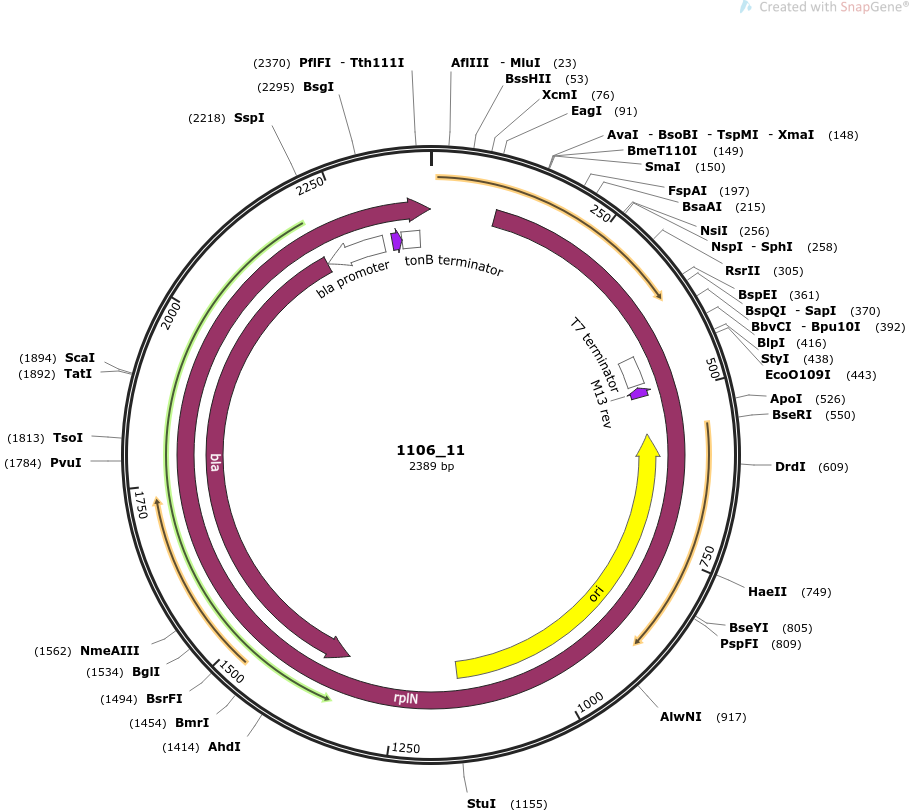 Created with SnapGene®
(2370) PflFI - Tth111I
(2295) BsgI
(2218) SspI
AflIII - MluI (23)
BssHII (53)
XcmI (76)
EagI (91)
AvaI - BsoBI - TspMI - XmaI (148)
BmeT110I (149)
SmaI (150)
FspAI (197)
BsaAI (215)
NsiI (256)
NspI - SphI (258)
RsrII (305)
BspEI (361)
BspQI - SapI (370)
BbvCI - Bpu10I (392)
BlpI (416)
StyI (438)
EcoO109I (443)
ApoI (526)
BseRI (550)
DrdI (609)
HaeII (749)
BseYI (805)
PspFI (809)
AlwNI (917)
StuI (1155)
(1414) AhdI
(1454) BmrI
(1494) BsrFI
(1534) BglI
(1562) NmeAIII
(1784) PvuI
(1813) TsoI
(1892) TatI
(1894) ScaI
250
500
750
1000
1250
1500
1750
2000
2250
bla promoter
tonB terminator
T7 terminator
M13 rev
ori
rplN
bla
1106_11
2389 bp